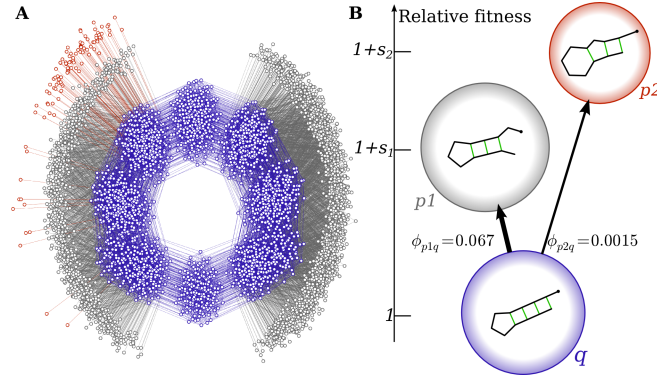 A
B
Relative fitness
1+s₂
p2
1+s₁
p1
ϕₚ₁q=0.067
ϕₚ₂q=0.0015
1
q